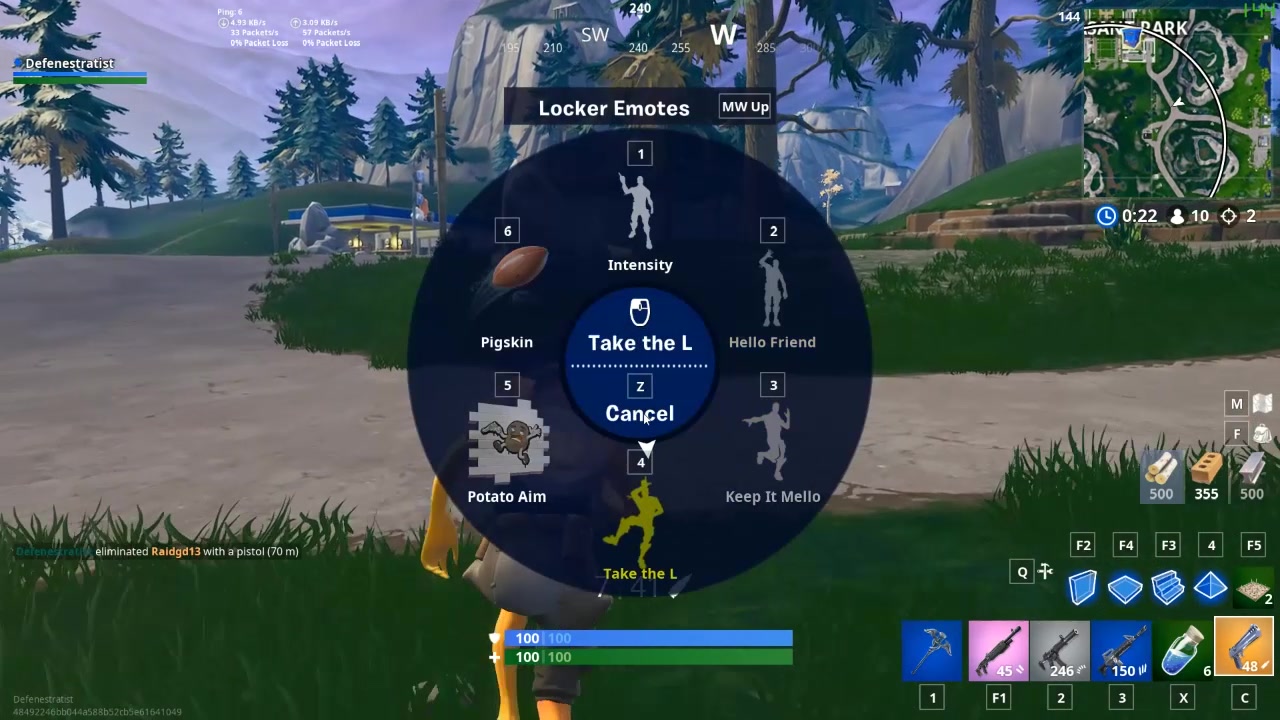 Ping: 6
4.93 KB/s 3.09 KB/s
33 Packets/s 57 Packets/s
0% Packet Loss 0% Packet Loss
Defenestratist
240
S SW W
195 210 240 255 285
144
PARK
0:22 10 2
Locker Emotes MW Up
1
Intensity
2
Hello Friend
3
Keep It Mello
4
Take the L
5
Potato Aim
6
Pigskin
Take the L
Z
Cancel
M
F
500 355 500
Defenestratist eliminated Raidgd13 with a pistol (70 m)
F2 F4 F3 4 F5
Q
2
100 100
100 100
45 246 150 6 48
1 F1 2 3 X C
Defenestratist
48492246bb044a588b52cb5e61641049